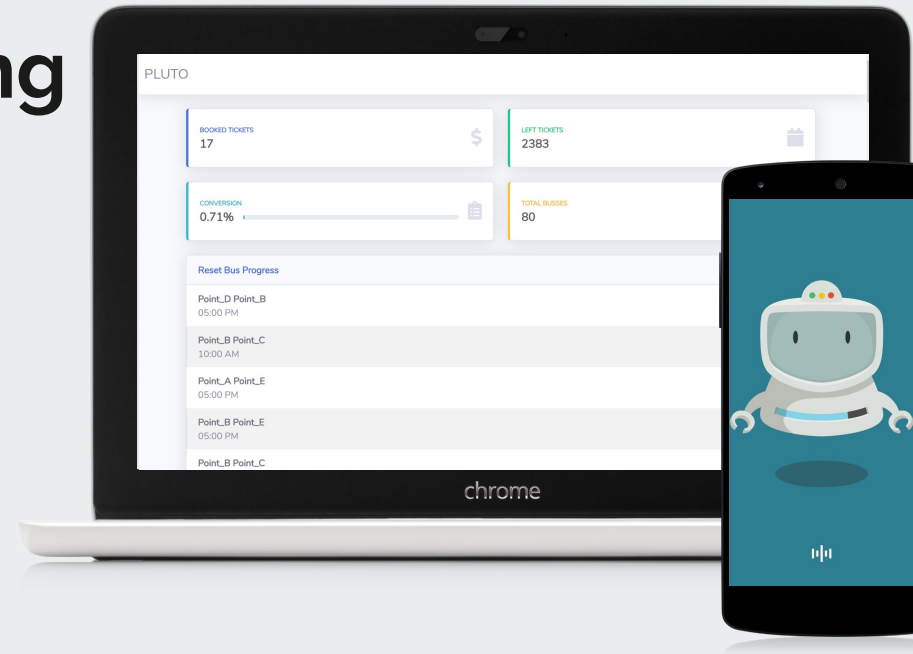 ng
PLUTO
BOOKED TICKETS
17
LEFT TICKETS
2383
CONVERSION
0.71%
TOTAL BUSSES
80
Reset Bus Progress
Point_D Point_B
05:00 PM
Point_B Point_C
10:00 AM
Point_A Point_E
05:00 PM
Point_B Point_E
05:00 PM
Point_B Point_C
chrome